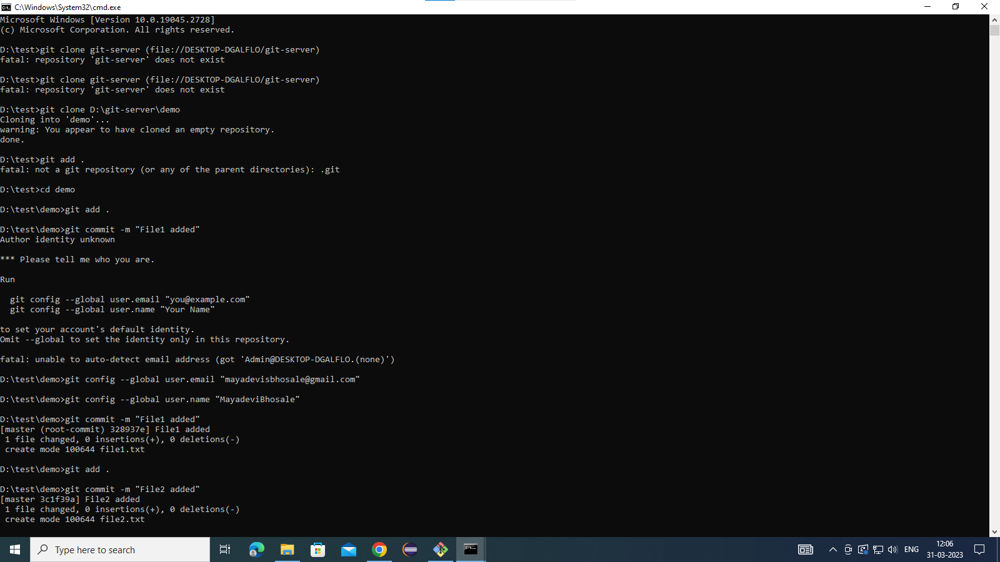 C:\Windows\System32\cmd.exe
Microsoft Windows [Version 10.0.19045.2728]
(c) Microsoft Corporation. All rights reserved.
D:\test>git clone git-server (file://DESKTOP-DGALFLO/git-server)
fatal: repository 'git-server' does not exist
D:\test>git clone git-server (file://DESKTOP-DGALFLO/git-server)
fatal: repository 'git-server' does not exist
D:\test>git clone D:\git-server\demo
Cloning into 'demo'...
warning: You appear to have cloned an empty repository.
done.
D:\test>git add .
fatal: not a git repository (or any of the parent directories): .git
D:\test>cd demo
D:\test\demo>git add .
D:\test\demo>git commit -m "File1 added"
Author identity unknown
*** Please tell me who you are.
Run
  git config --global user.email "you@example.com"
  git config --global user.name "Your Name"
to set your account's default identity.
Omit --global to set the identity only in this repository.
fatal: unable to auto-detect email address (got 'Admin@DESKTOP-DGALFLO.(none)')
D:\test\demo>git config --global user.email "mayadevisbhosale@gmail.com"
D:\test\demo>git config --global user.name "MayadeviBhosale"
D:\test\demo>git commit -m "File1 added"
[master (root-commit) 328937e] File1 added
 1 file changed, 0 insertions(+), 0 deletions(-)
 create mode 100644 file1.txt
D:\test\demo>git add .
D:\test\demo>git commit -m "File2 added"
[master 3c1f39a] File2 added
 1 file changed, 0 insertions(+), 0 deletions(-)
 create mode 100644 file2.txt
Type here to search
ENG
12:06
31-03-2023